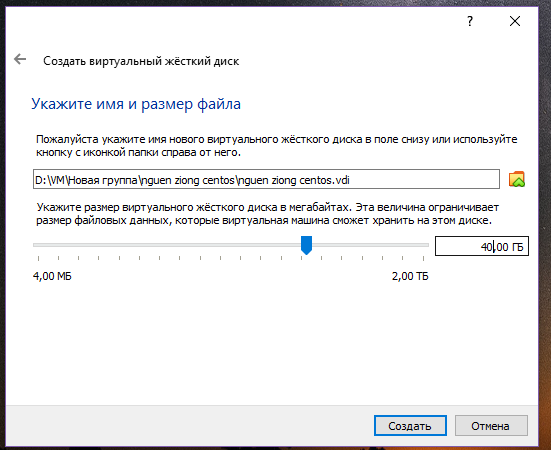 ?
Создать виртуальный жёсткий диск
Укажите имя и размер файла
Пожалуйста укажите имя нового виртуального жёсткого диска в поле снизу или используйте
кнопку с иконкой папки справа от него.
D:\VM\Новая группа\nguen ziong centos\nguen ziong centos.vdi
Укажите размер виртуального жёсткого диска в мегабайтах. Эта величина ограничивает
размер файловых данных, которые виртуальная машина сможет хранить на этом диске.
40,00 ГБ
4,00 МБ 2,00 ТБ
Создать Отмена